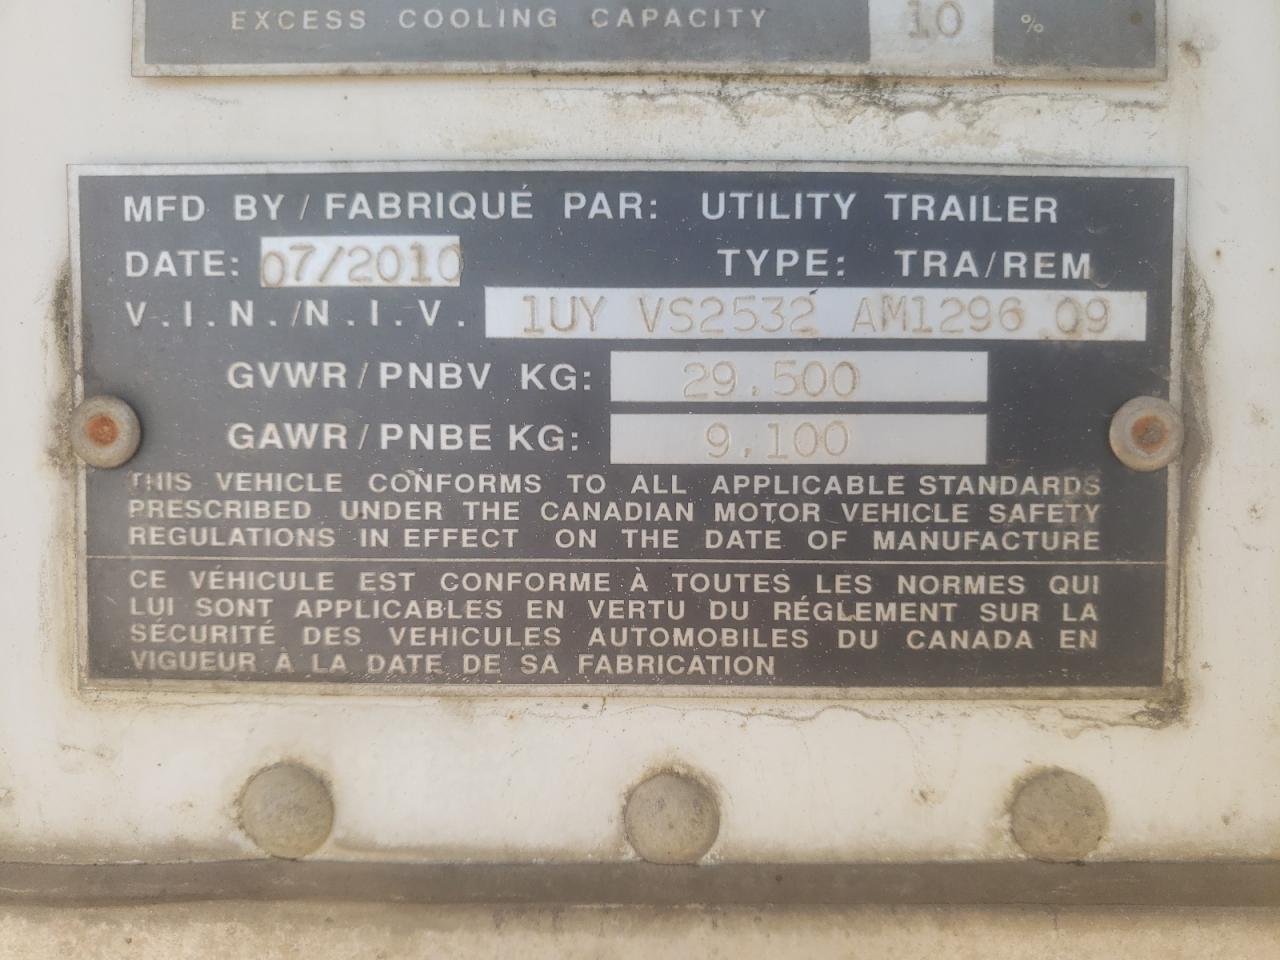 EXCESS COOLING CAPACITY 10 %
MFD BY / FABRIQUÉ PAR: UTILITY TRAILER
DATE: 07/2010 TYPE: TRA/REM
V.I.N./N.I.V. 1UY VS2532 AM1296 09
GVWR/PNBV KG: 29,500
GAWR/PNBE KG: 9,100
THIS VEHICLE CONFORMS TO ALL APPLICABLE STANDARDS
PRESCRIBED UNDER THE CANADIAN MOTOR VEHICLE SAFETY
REGULATIONS IN EFFECT ON THE DATE OF MANUFACTURE
CE VÉHICULE EST CONFORME À TOUTES LES NORMES QUI
LUI SONT APPLICABLES EN VERTU DU RÉGLEMENT SUR LA
SÉCURITÉ DES VEHICULES AUTOMOBILES DU CANADA EN
VIGUEUR À LA DATE DE SA FABRICATION